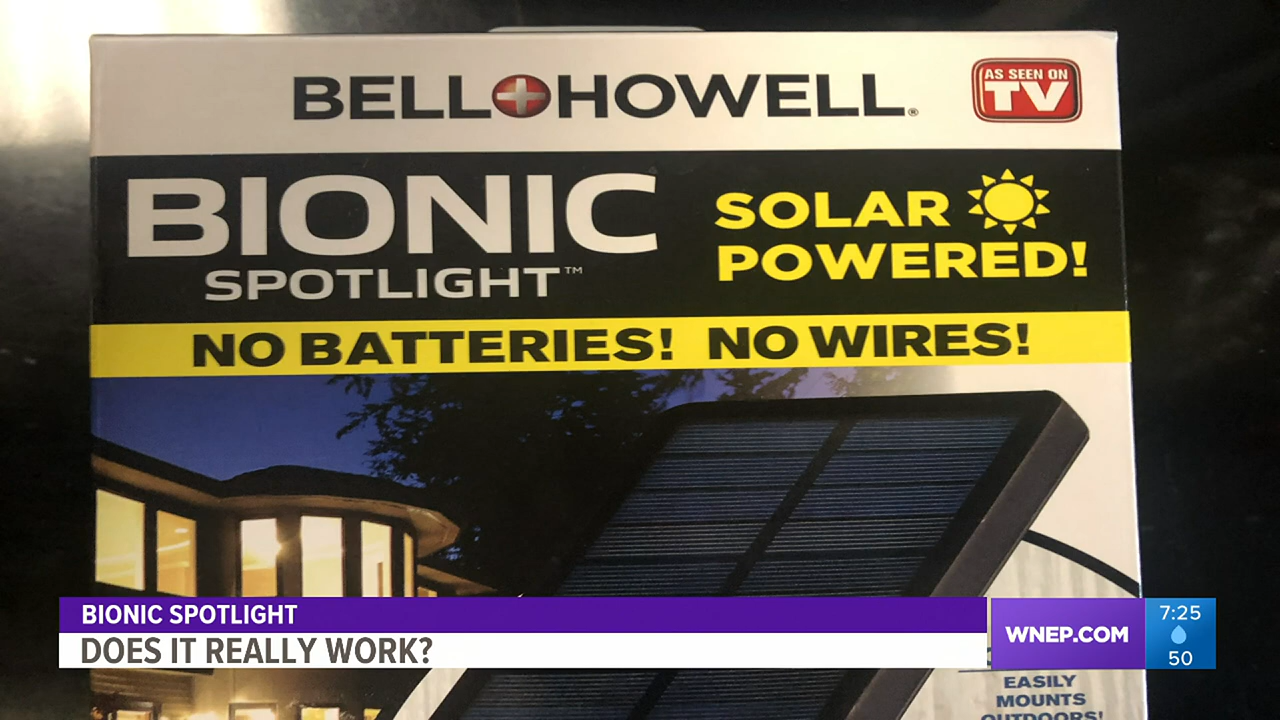 BELL+HOWELL®
AS SEEN ON
TV
BIONIC
SPOTLIGHT™
SOLAR
POWERED!
NO BATTERIES! NO WIRES!
BIONIC SPOTLIGHT
DOES IT REALLY WORK?
WNEP.COM
7:25
50
EASILY
MOUNTS
OUTDOORS!